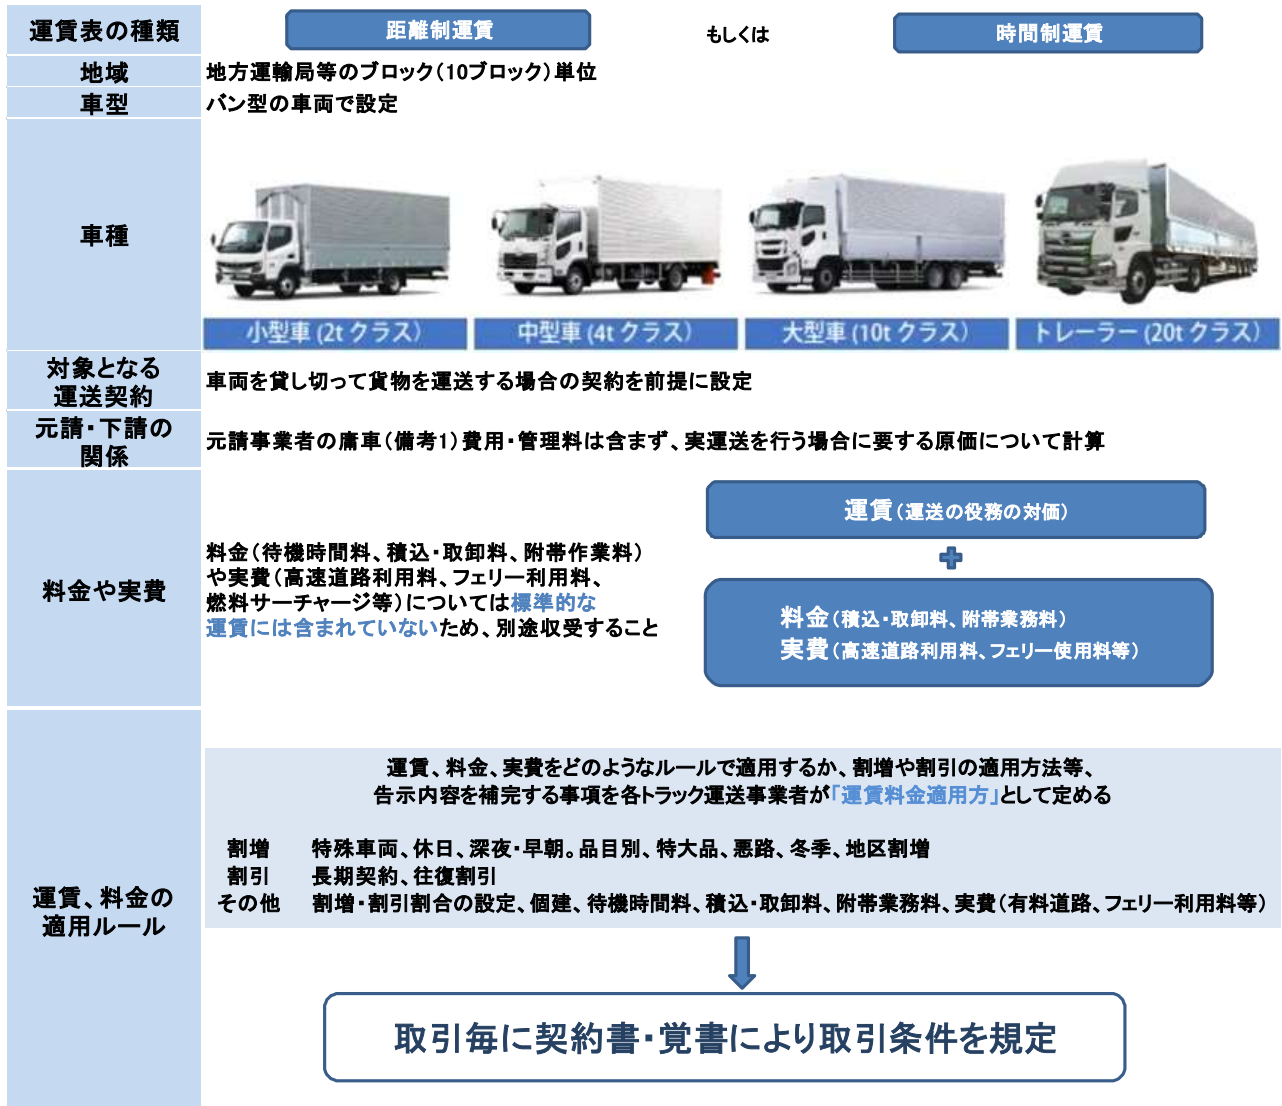 運賃表の種類
距離制運賃
もしくは
時間制運賃
地域
地方運輸局等のブロック(10ブロック)単位
車型
バン型の車両で設定
車種
小型車 (2t クラス)
中型車 (4t クラス)
大型車 (10t クラス)
トレーラー (20t クラス)
対象となる
運送契約
車両を貸し切って貨物を運送する場合の契約を前提に設定
元請・下請の
関係
元請事業者の庸車(備考1)費用・管理料は含まず、実運送を行う場合に要する原価について計算
料金や実費
料金(待機時間料、積込・取卸料、附帯作業料)
や実費(高速道路利用料、フェリー利用料、
燃料サーチャージ等)については標準的な
運賃には含まれていないため、別途収受すること
運賃(運送の役務の対価)
料金(積込・取卸料、附帯業務料)
実費(高速道路利用料、フェリー使用料等)
運賃、料金の
適用ルール
運賃、料金、実費をどのようなルールで適用するか、割増や割引の適用方法等、
告示内容を補完する事項を各トラック運送事業者が「運賃料金適用方」として定める
割増 特殊車両、休日、深夜・早朝。品目別、特大品、悪路、冬季、地区割増
割引 長期契約、往復割引
その他 割増・割引割合の設定、個建、待機時間料、積込・取卸料、附帯業務料、実費(有料道路、フェリー利用料等)
取引毎に契約書・覚書により取引条件を規定